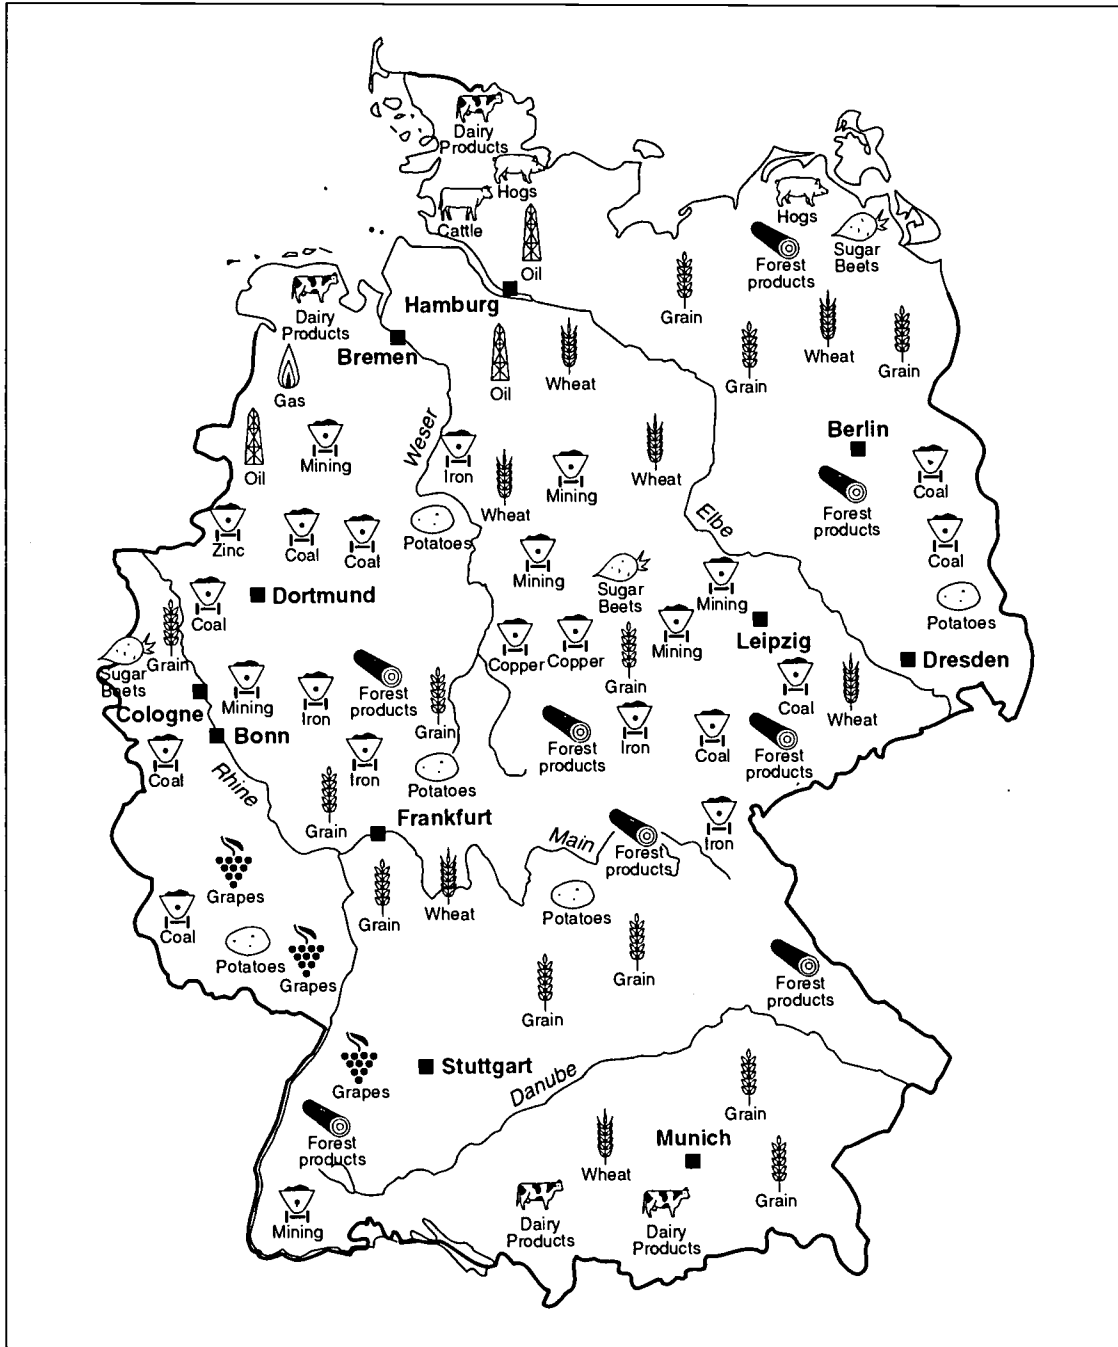 Dairy
Products
Hogs
Cattle
Oil
Hogs
Sugar
Beets
Forest
products
Grain
Hamburg
Dairy
Products
Bremen
Gas
Oil
Wheat
Grain
Wheat
Grain
Oil
Mining
Weser
Iron
Wheat
Mining
Wheat
Berlin
Forest
products
Coal
Zinc
Coal
Coal
Potatoes
Mining
Elbe
Coal
Sugar
Beets
Mining
Potatoes
Dortmund
Coal
Grain
Sugar
Beets
Copper
Copper
Grain
Mining
Leipzig
Dresden
Cologne
Mining
Iron
Forest
products
Grain
Coal
Wheat
Bonn
Coal
Rhine
Iron
Potatoes
Forest
products
Iron
Coal
Forest
products
Grain
Frankfurt
Main
Forest
products
Iron
Grapes
Grain
Wheat
Potatoes
Coal
Potatoes
Grapes
Grain
Grain
Forest
products
Grapes
Stuttgart
Danube
Grain
Forest
products
Wheat
Munich
Grain
Mining
Dairy
Products
Dairy
Products